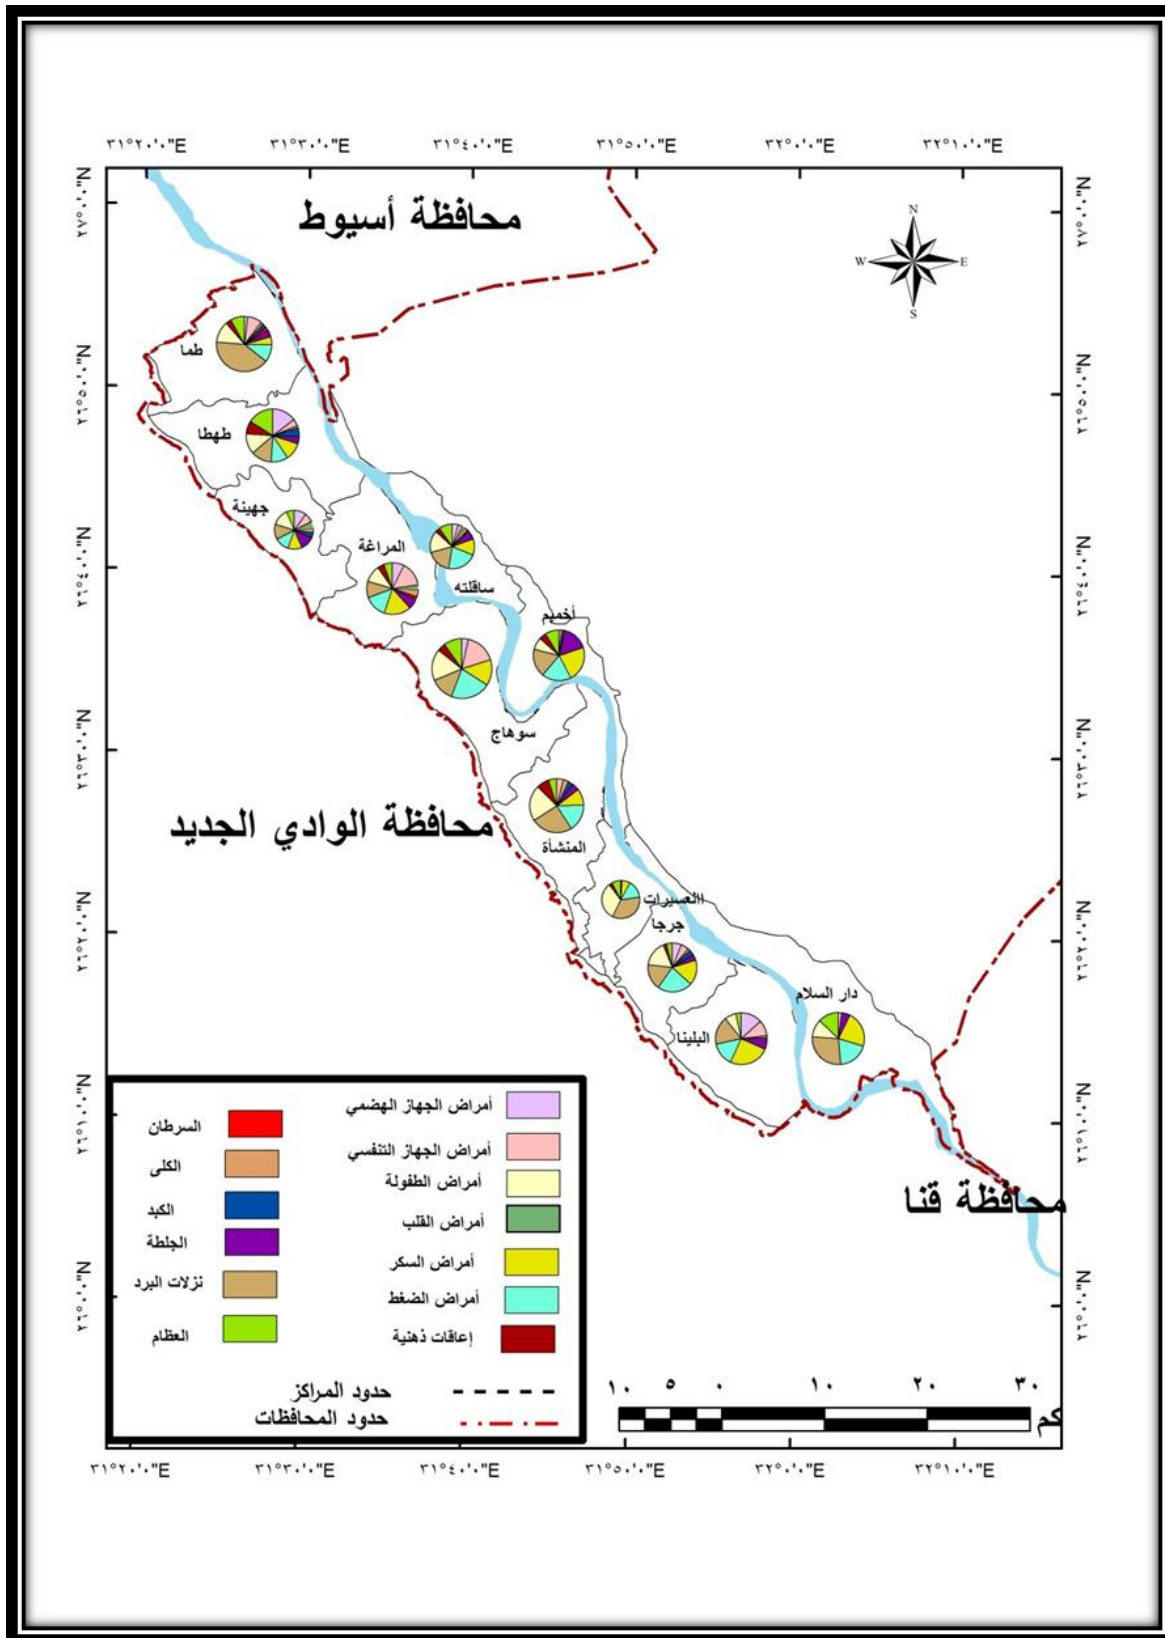 ٣١°٢٠'٠"E ٣١°٣٠'٠"E ٣١°٤٠'٠"E ٣١°٥٠'٠"E ٣٢°٠'٠"E ٣٢°١٠'٠"E
محافظة أسيوط
N
W E
S
طما
طهطا
جهينة
المراغة
ساقلته
أخميم
سوهاج
محافظة الوادي الجديد
المنشأة
االعسيرات
جرجا
دار السلام
البلينا
محافظة قنا
أمراض الجهاز الهضمي
أمراض الجهاز التنفسي
أمراض الطفولة
أمراض القلب
أمراض السكر
أمراض الضغط
إعاقات ذهنية
السرطان
الكلى
الكبد
الجلطة
نزلات البرد
العظام
حدود المراكز
حدود المحافظات
١٠ ٥ ٠ ١٠ ٢٠ ٣٠
كم
٣١°٢٠'٠"E ٣١°٣٠'٠"E ٣١°٤٠'٠"E ٣١°٥٠'٠"E ٣٢°٠'٠"E ٣٢°١٠'٠"E